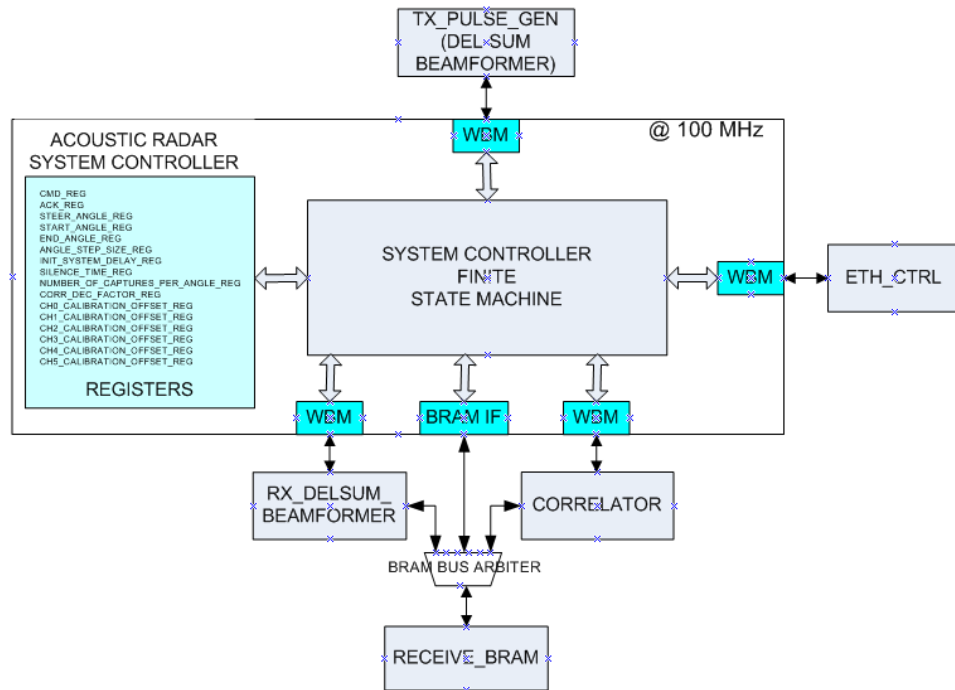 TX_PULSE_GEN
(DEL-SUM
BEAMFORMER)
WBM
@ 100 MHz
ACOUSTIC RADAR
SYSTEM CONTROLLER
CMD_REG
ACK_REG
STEER_ANGLE_REG
START_ANGLE_REG
END_ANGLE_REG
ANGLE_STEP_SIZE_REG
INIT_SYSTEM_DELAY_REG
SILENCE_TIME_REG
NUMBER_OF_CAPTURES_PER_ANGLE_REG
CORR_DEC_FACTOR_REG
CH0_CALIBRATION_OFFSET_REG
CH1_CALIBRATION_OFFSET_REG
CH2_CALIBRATION_OFFSET_REG
CH3_CALIBRATION_OFFSET_REG
CH4_CALIBRATION_OFFSET_REG
CH5_CALIBRATION_OFFSET_REG
REGISTERS
SYSTEM CONTROLLER
FINITE
STATE MACHINE
WBM
ETH_CTRL
WBM
BRAM IF
WBM
RX_DELSUM_
BEAMFORMER
CORRELATOR
BRAM BUS ARBITER
RECEIVE_BRAM